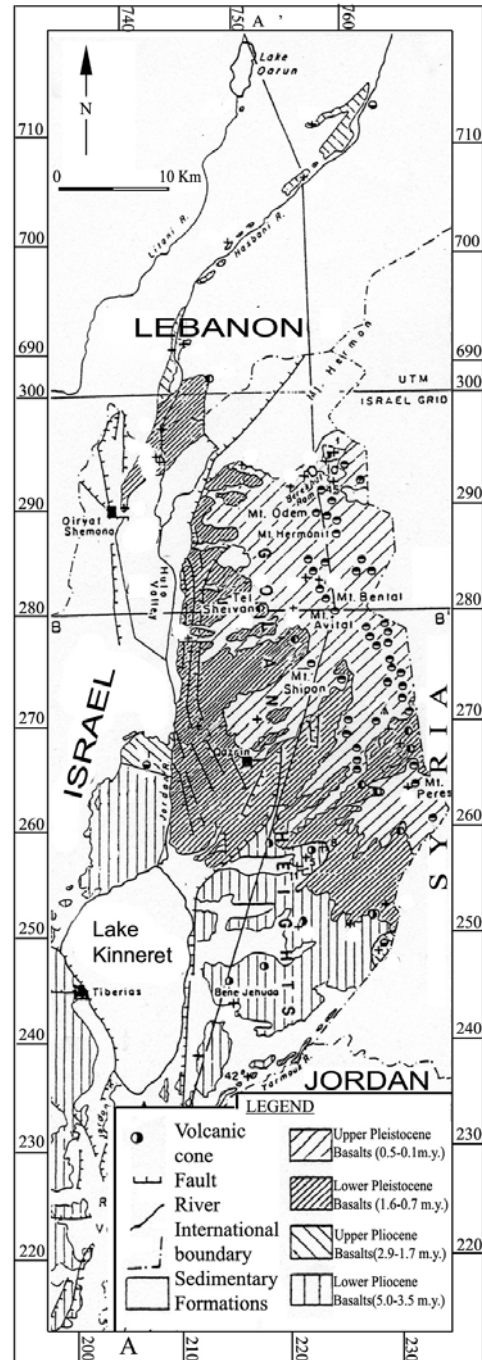 740
750
A '
760
Lake
Qarun
N
710
710
0
10 Km
Litani R.
Hasbani R.
700
700
LEBANON
Mt. Hermon
690
690
300
UTM
300
ISRAEL GRID
Berekhat
Ram
290
Mt. Odem
290
Qiryat
Shemona
Mt. Hermonit
Hula
Valley
Tel
Sheivan
Mt. Bental
280
280
B
B'
Mt.
Avital
GOLAN
Mt.
Shipon
ISRAEL
SYRIA
270
270
Qazrin
Jordan R.
Mt.
Peres
260
260
HEIGHTS
Lake
Kinneret
250
250
Tiberias
Bene Jehuda
240
240
42
Yarmouk R.
JORDAN
LEGEND
230
230
Volcanic
cone
Fault
River
International
boundary
Sedimentary
Formations
Upper Pleistocene
Basalts (0.5-0.1m.y.)
Lower Pleistocene
Basalts (1.6-0.7 m.y.)
Upper Pliocene
Basalts(2.9-1.7 m.y.)
Lower Pliocene
Basalts(5.0-3.5 m.y.)
R
V
220
220
200
A
210
220
230